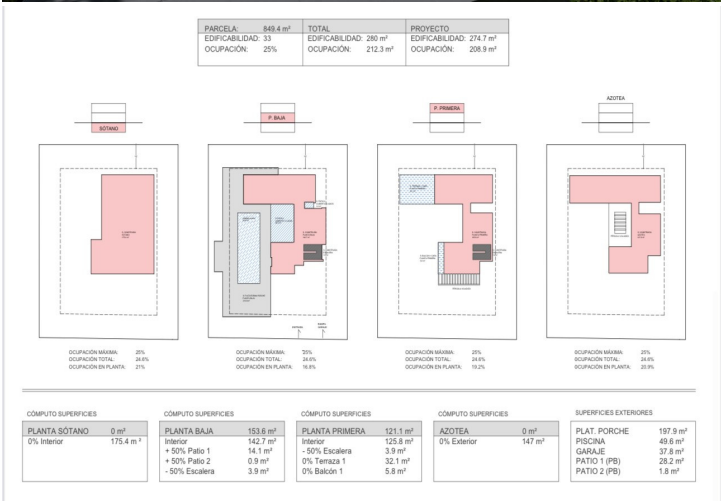 PARCELA: 849.4 m² TOTAL PROYECTO
EDIFICABILIDAD: 33 EDIFICABILIDAD: 280 m² EDIFICABILIDAD: 274.7 m²
OCUPACIÓN: 25% OCUPACIÓN: 212.3 m² OCUPACIÓN: 208.9 m²
SÓTANO
P. BAJA
P. PRIMERA
AZOTEA
OCUPACIÓN MÁXIMA: 25%
OCUPACIÓN TOTAL: 24.6%
OCUPACIÓN EN PLANTA: 21%
OCUPACIÓN MÁXIMA: 25%
OCUPACIÓN TOTAL: 24.6%
OCUPACIÓN EN PLANTA: 16.8%
OCUPACIÓN MÁXIMA: 25%
OCUPACIÓN TOTAL: 24.6%
OCUPACIÓN EN PLANTA: 19.2%
OCUPACIÓN MÁXIMA: 25%
OCUPACIÓN TOTAL: 24.6%
OCUPACIÓN EN PLANTA: 20.9%
CÓMPUTO SUPERFICIES
PLANTA SÓTANO 0 m²
0% Interior 175.4 m²
CÓMPUTO SUPERFICIES
PLANTA BAJA 153.6 m²
Interior 142.7 m²
+ 50% Patio 1 14.1 m²
+ 50% Patio 2 0.9 m²
- 50% Escalera 3.9 m²
CÓMPUTO SUPERFICIES
PLANTA PRIMERA 121.1 m²
Interior 125.8 m²
- 50% Escalera 3.9 m²
0% Terraza 1 32.1 m²
0% Balcón 1 5.8 m²
CÓMPUTO SUPERFICIES
AZOTEA 0 m²
0% Exterior 147 m²
SUPERFICIES EXTERIORES
PLAT. PORCHE 197.9 m²
PISCINA 49.6 m²
GARAJE 37.8 m²
PATIO 1 (PB) 28.2 m²
PATIO 2 (PB) 1.8 m²